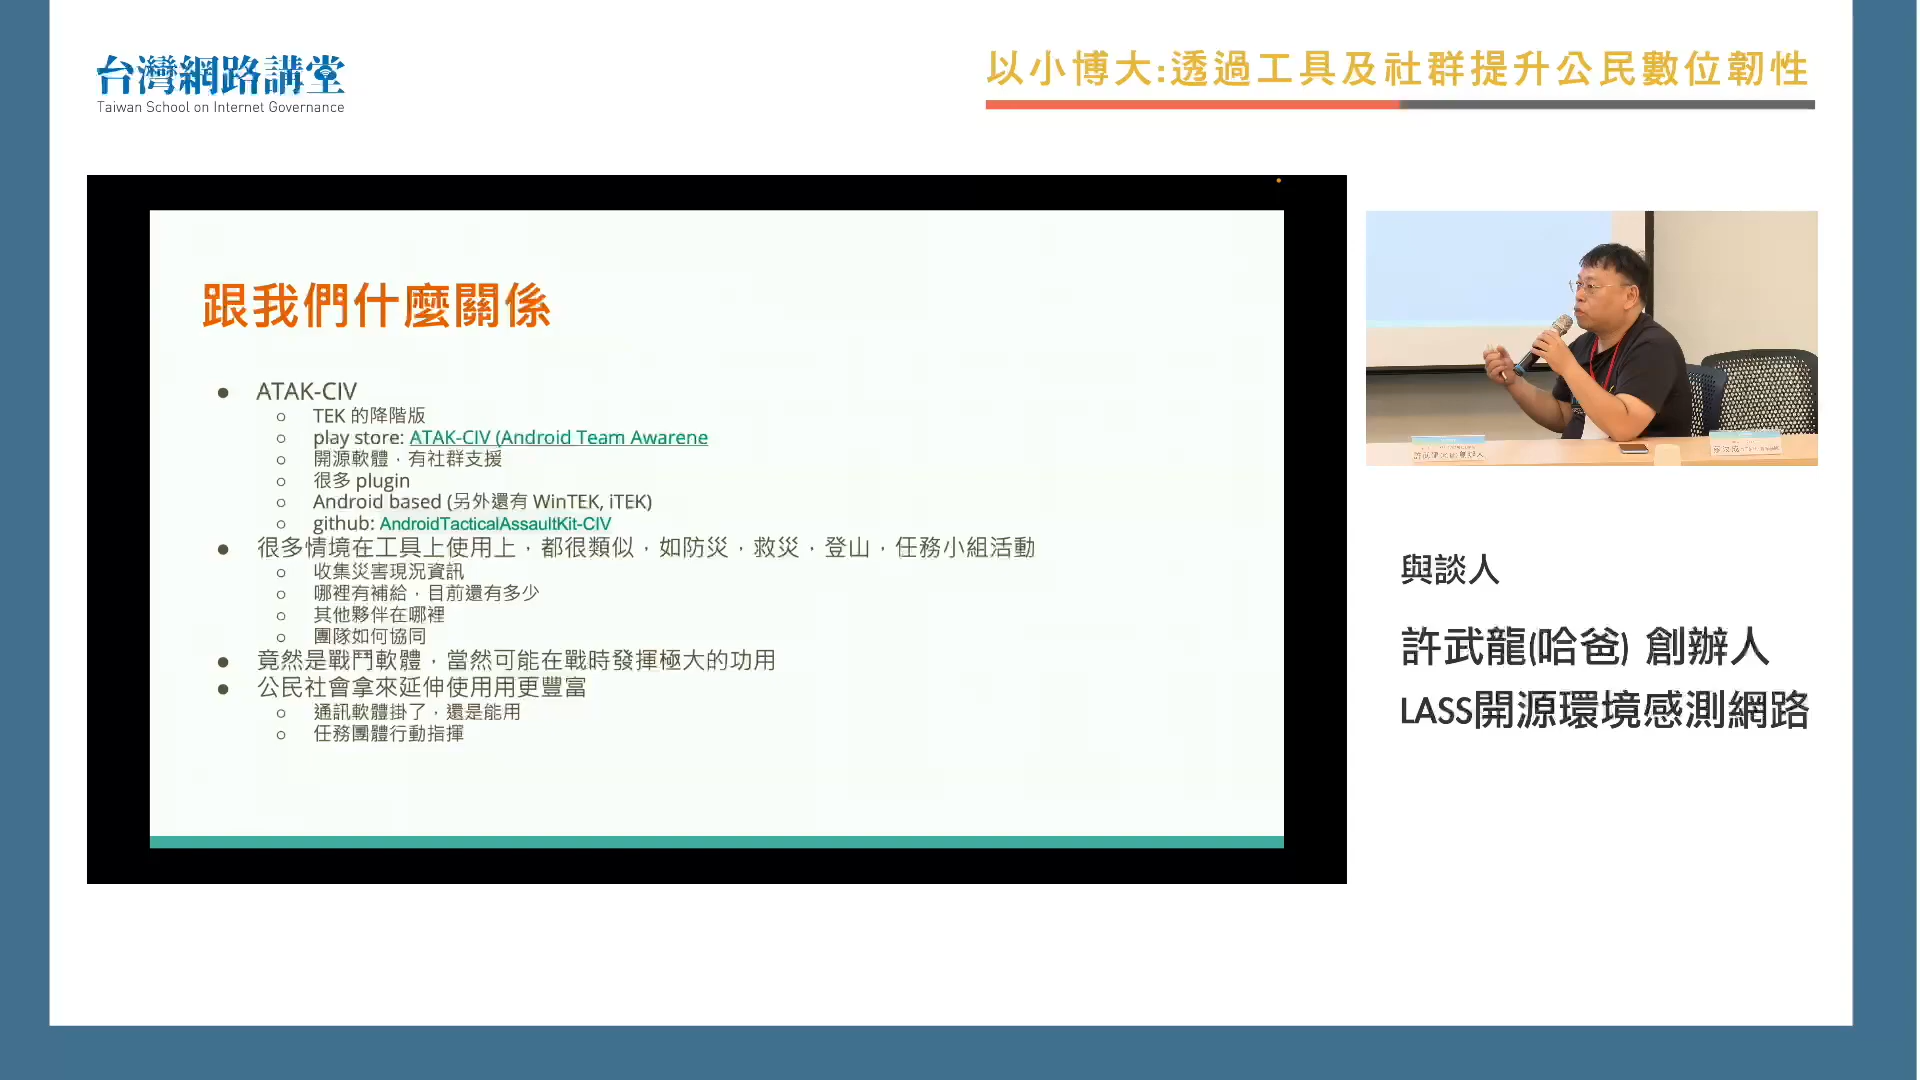 台灣網路講堂
Taiwan School on Internet Governance
以小博大:透過工具及社群提升公民數位韌性
跟我們什麼關係
● ATAK-CIV
○ TEK 的降階版
○ play store: ATAK-CIV (Android Team Awarene
○ 開源軟體，有社群支援
○ 很多 plugin
○ Android based (另外還有 WinTEK, iTEK)
○ github: AndroidTacticalAssaultKit-CIV
● 很多情境在工具上使用上，都很類似，如防災，救災，登山，任務小組活動
○ 收集災害現況資訊
○ 哪裡有補給，目前還有多少
○ 其他夥伴在哪裡
○ 團隊如何協同
● 竟然是戰鬥軟體，當然可能在戰時發揮極大的功用
● 公民社會拿來延伸使用用更豐富
○ 通訊軟體掛了，還是能用
○ 任務團體行動指揮
與談人
許武龍(哈爸) 創辦人
LASS開源環境感測網路